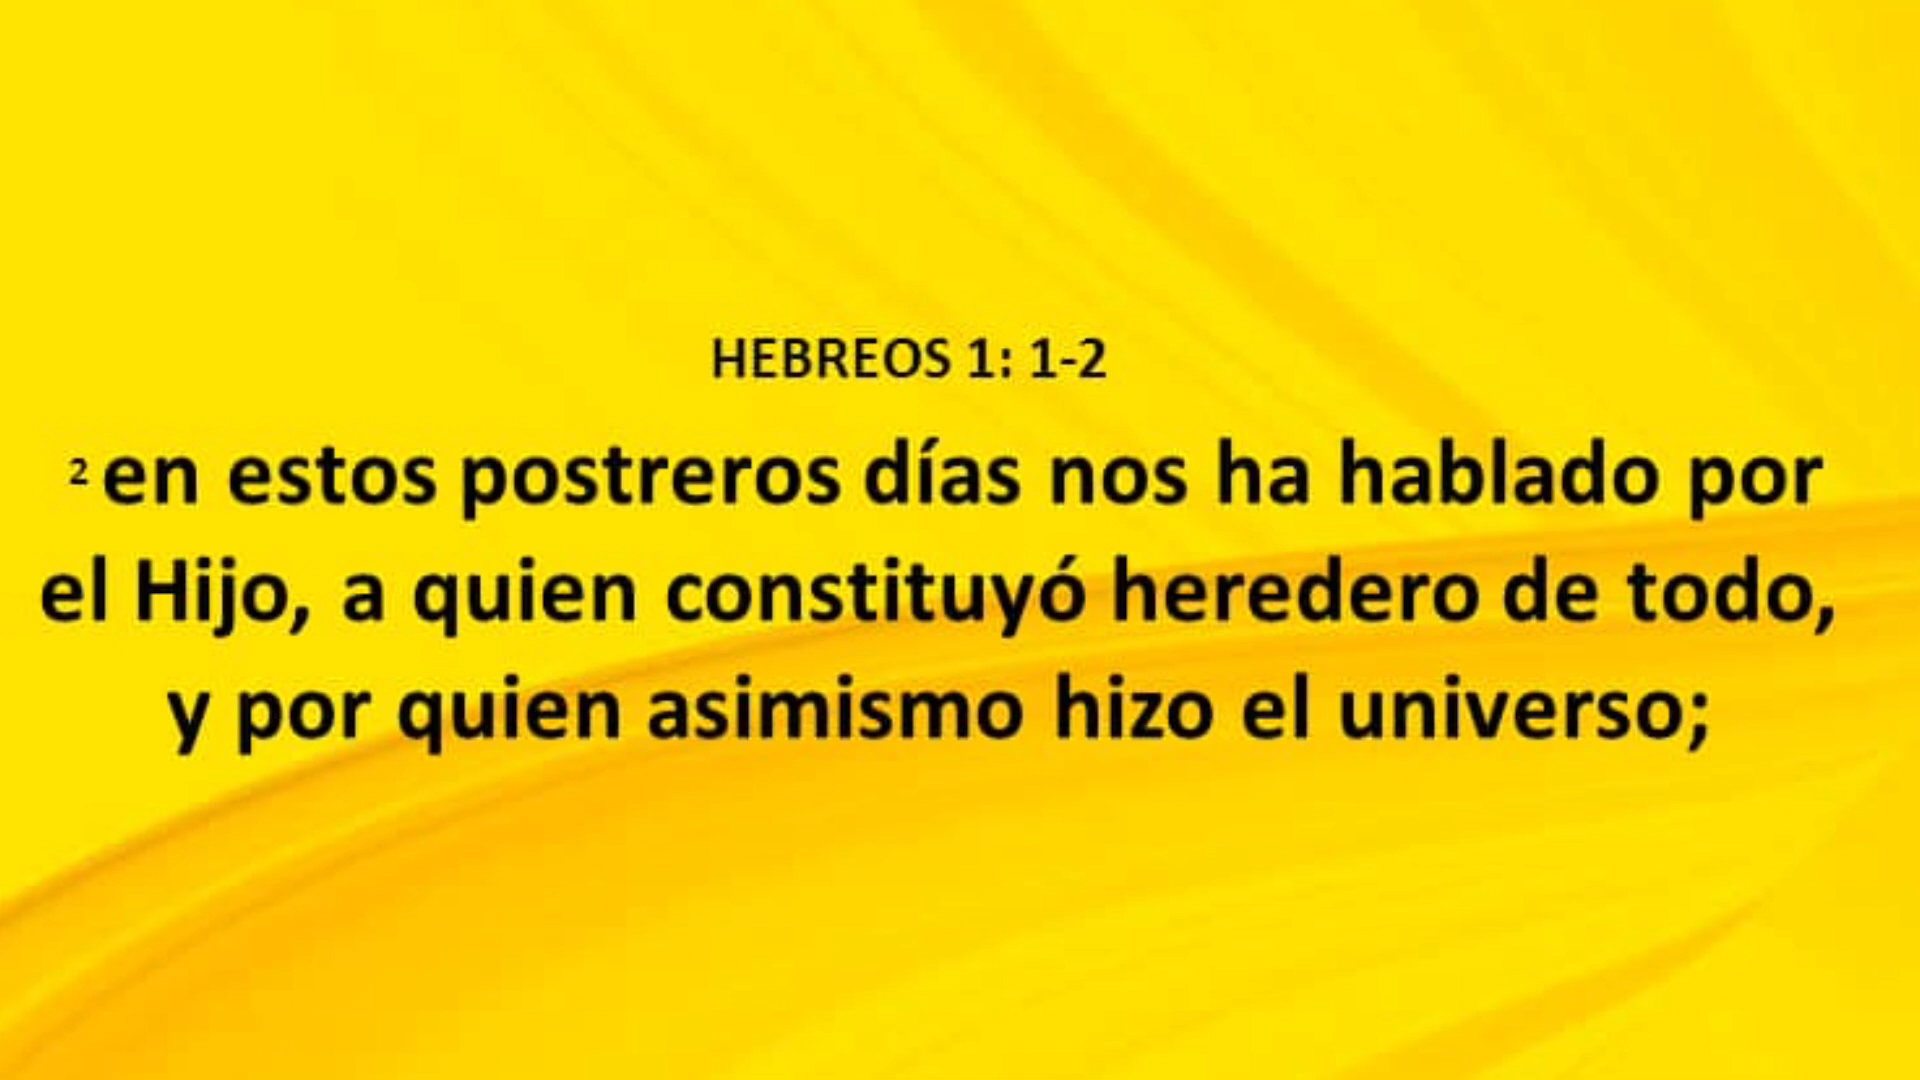 HEBREOS 1: 1-2
2 en estos postreros días nos ha hablado por
el Hijo, a quien constituyó heredero de todo,
y por quien asimismo hizo el universo;